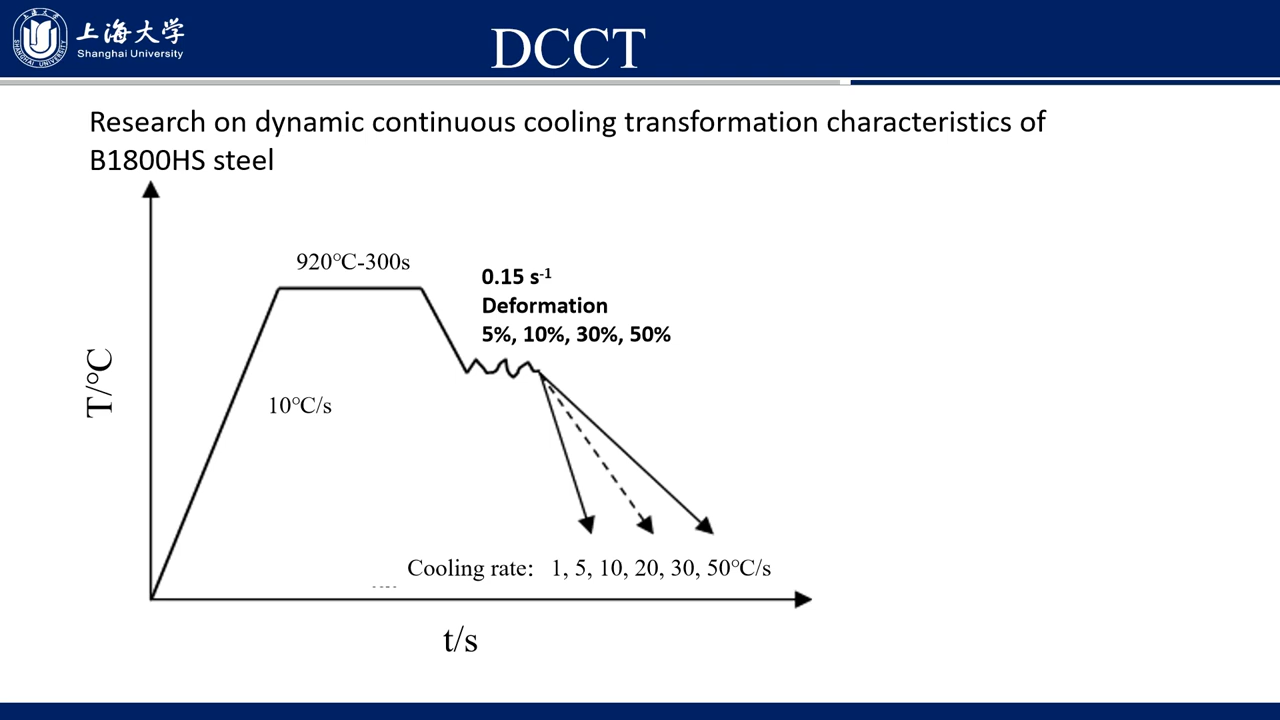 上海大学
Shanghai University
DCCT
Research on dynamic continuous cooling transformation characteristics of
B1800HS steel
920℃-300s
0.15 s⁻¹
Deformation
5%, 10%, 30%, 50%
T/℃
10℃/s
Cooling rate: 1, 5, 10, 20, 30, 50℃/s
t/s